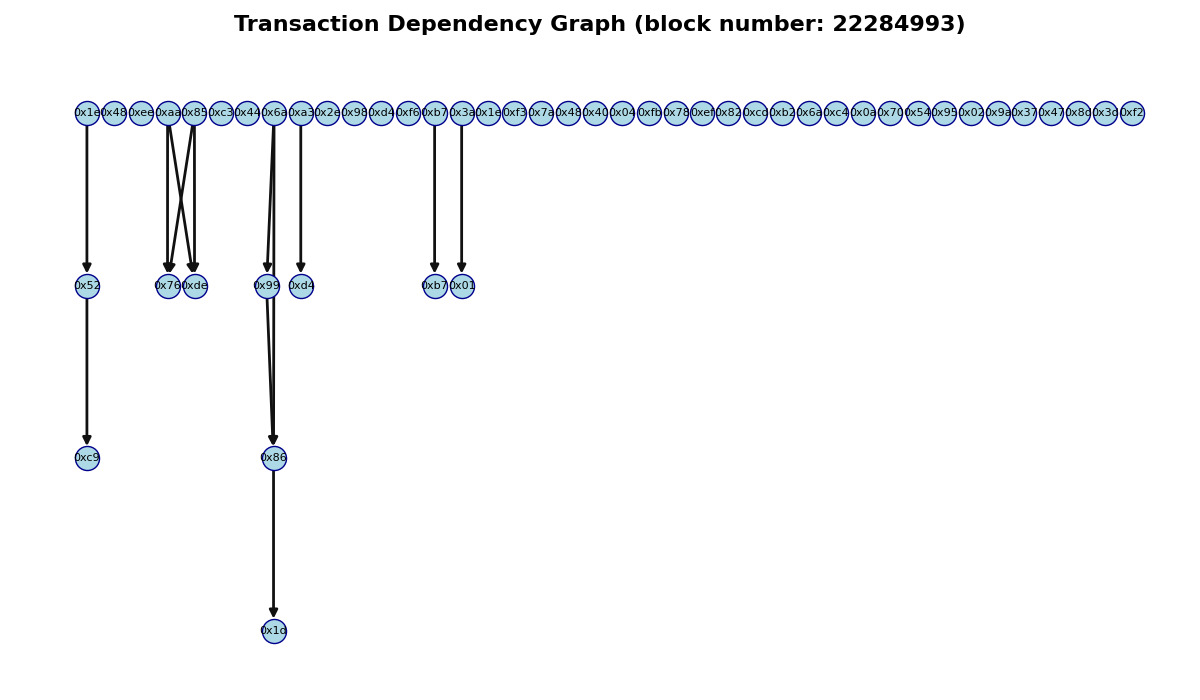 Transaction Dependency Graph (block number: 22284993)
0x1e 0x48 0xee 0xaa 0x85 0xc3 0x44 0x6a 0xa3 0x2e 0x98 0xd4 0xf6 0xb7 0x3a 0x1e 0xf3 0x7a 0x48 0x40 0x04 0xfb 0x78 0xef 0x82 0xcd 0xb2 0x6a 0xc4 0x0a 0x70 0x54 0x95 0x02 0x9a 0x37 0x47 0x8d 0x3d 0xf2
0x52 0x76 0xde 0x99 0xd4 0xb7 0x01
0xc9 0x86
0x1d